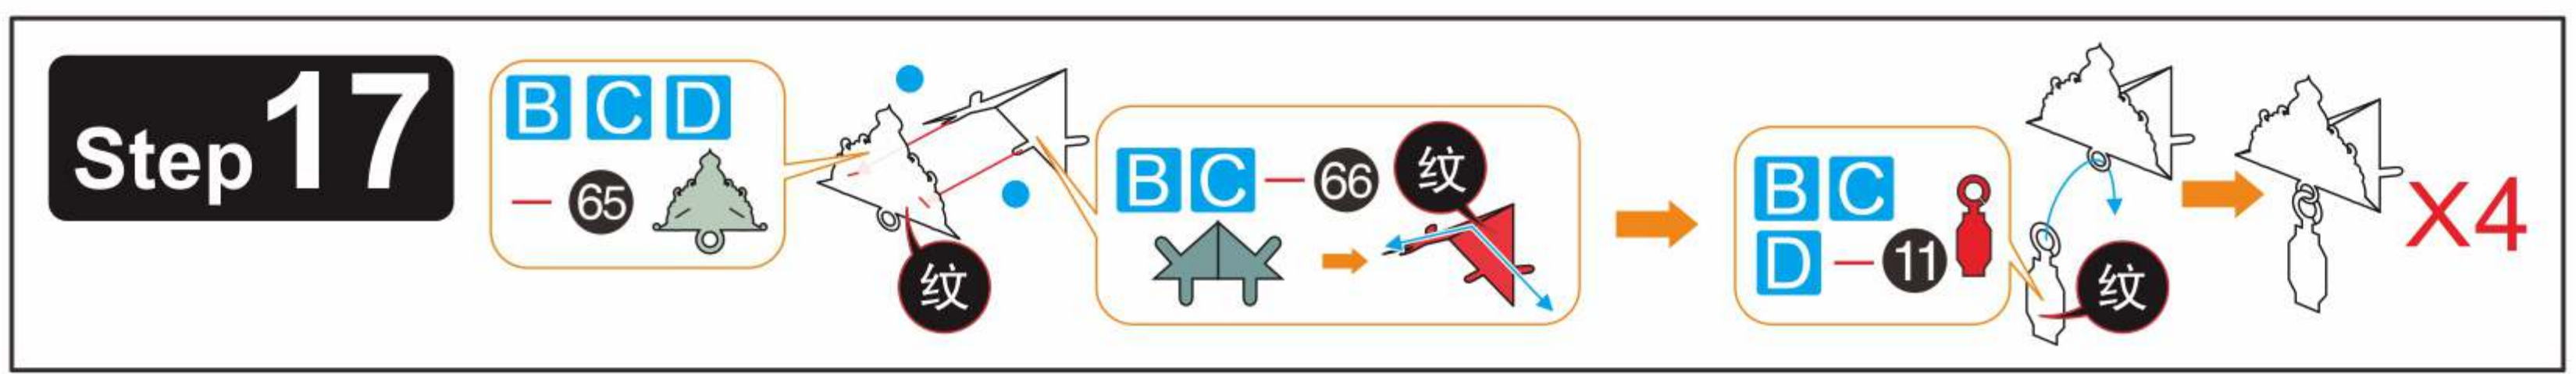 Step 17
B C D
— 65
纹
B C — 66 纹
B C
D — 11
纹
X4